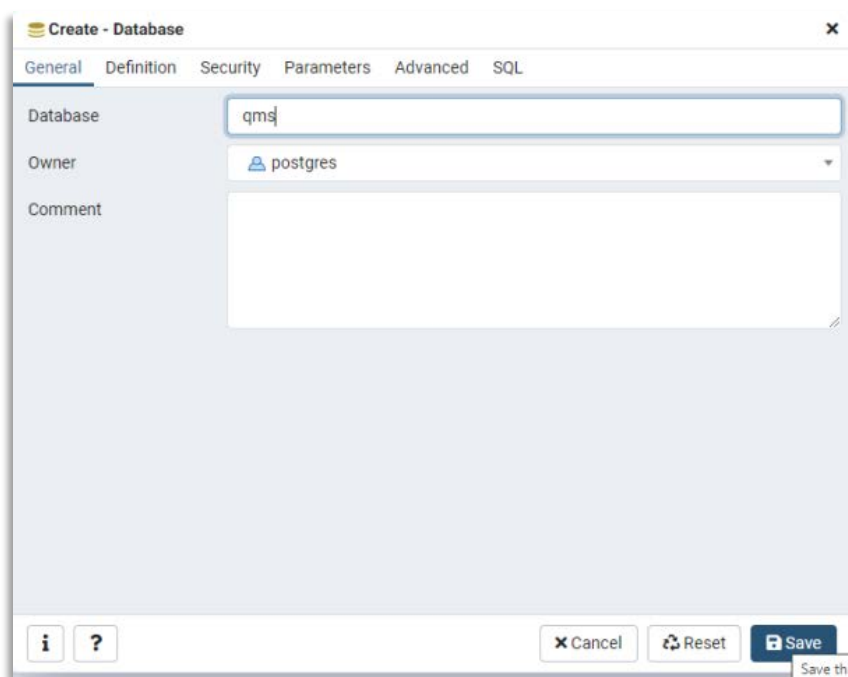 Create - Database
General Definition Security Parameters Advanced SQL
Database qms
Owner postgres
Comment
i ? Cancel Reset Save
Save th